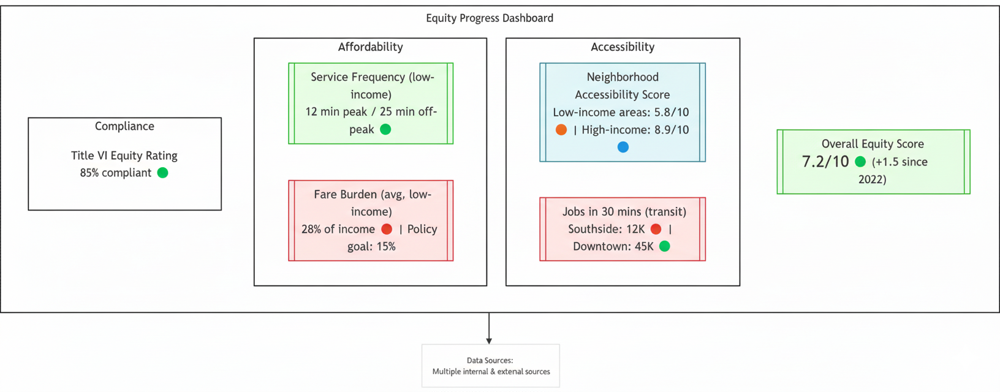 Equity Progress Dashboard
Compliance
Title VI Equity Rating
85% compliant
Affordability
Service Frequency (low-
income)
12 min peak / 25 min off-
peak
Fare Burden (avg, low-
income)
28% of income | Policy
goal: 15%
Accessibility
Neighborhood
Accessibility Score
Low-income areas: 5.8/10
| High-income: 8.9/10
Jobs in 30 mins (transit)
Southside: 12K |
Downtown: 45K
Overall Equity Score
7.2/10 (+1.5 since
2022)
Data Sources:
Multiple internal & external sources